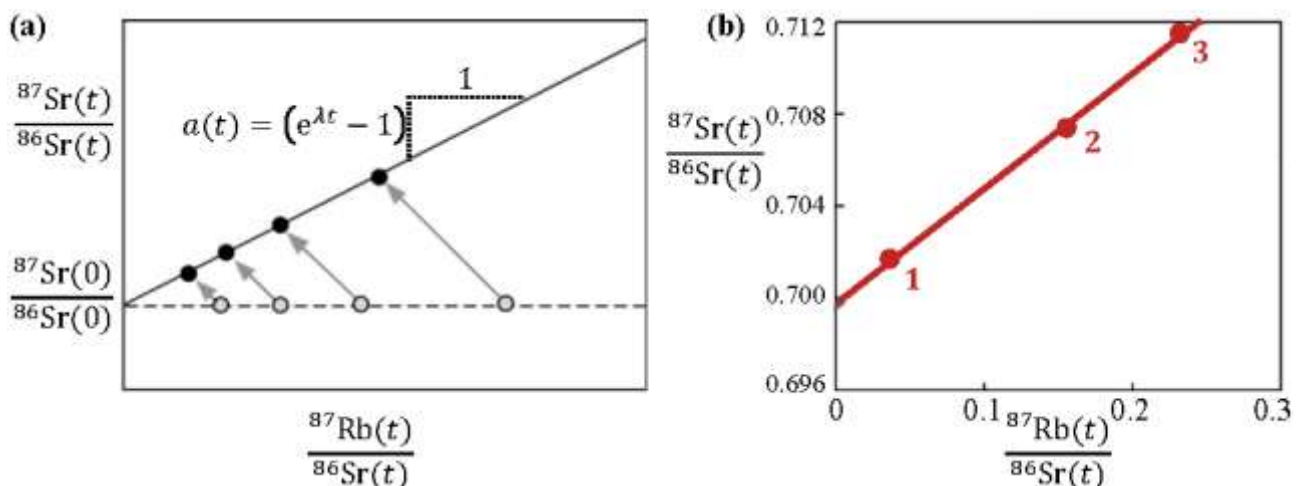 (a)
⁸⁷Sr(t)
⁸⁶Sr(t)
a(t) = (e^λt − 1)
1
⁸⁷Sr(0)
⁸⁶Sr(0)
⁸⁷Rb(t)
⁸⁶Sr(t)
(b)
0.712
0.708
0.704
0.700
0.696
⁸⁷Sr(t)
⁸⁶Sr(t)
3
2
1
0
0.1
0.2
0.3
⁸⁷Rb(t)
⁸⁶Sr(t)